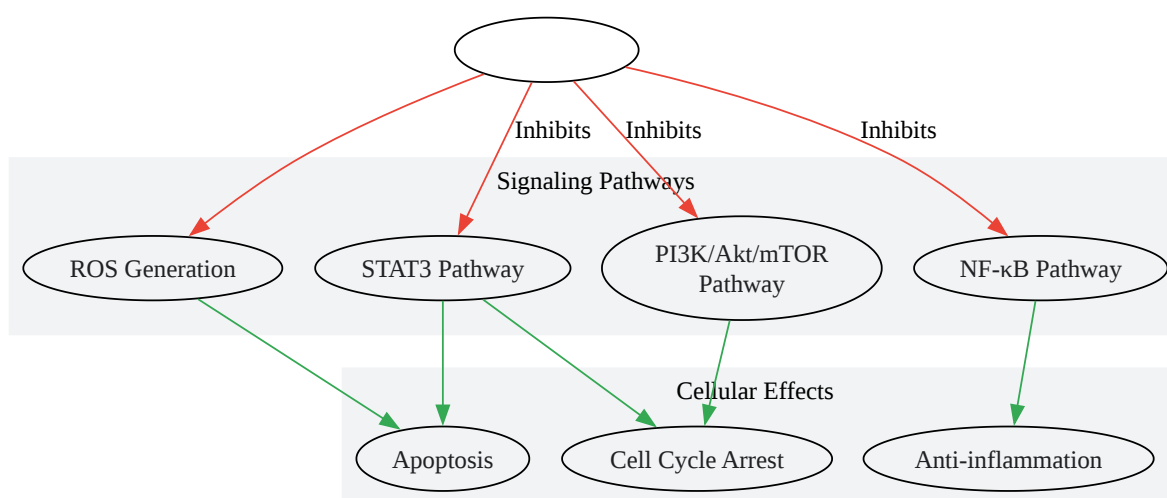 Inhibits
Inhibits
Inhibits
Signaling Pathways
ROS Generation
STAT3 Pathway
PI3K/Akt/mTOR
Pathway
NF-κB Pathway
Cellular Effects
Apoptosis
Cell Cycle Arrest
Anti-inflammation